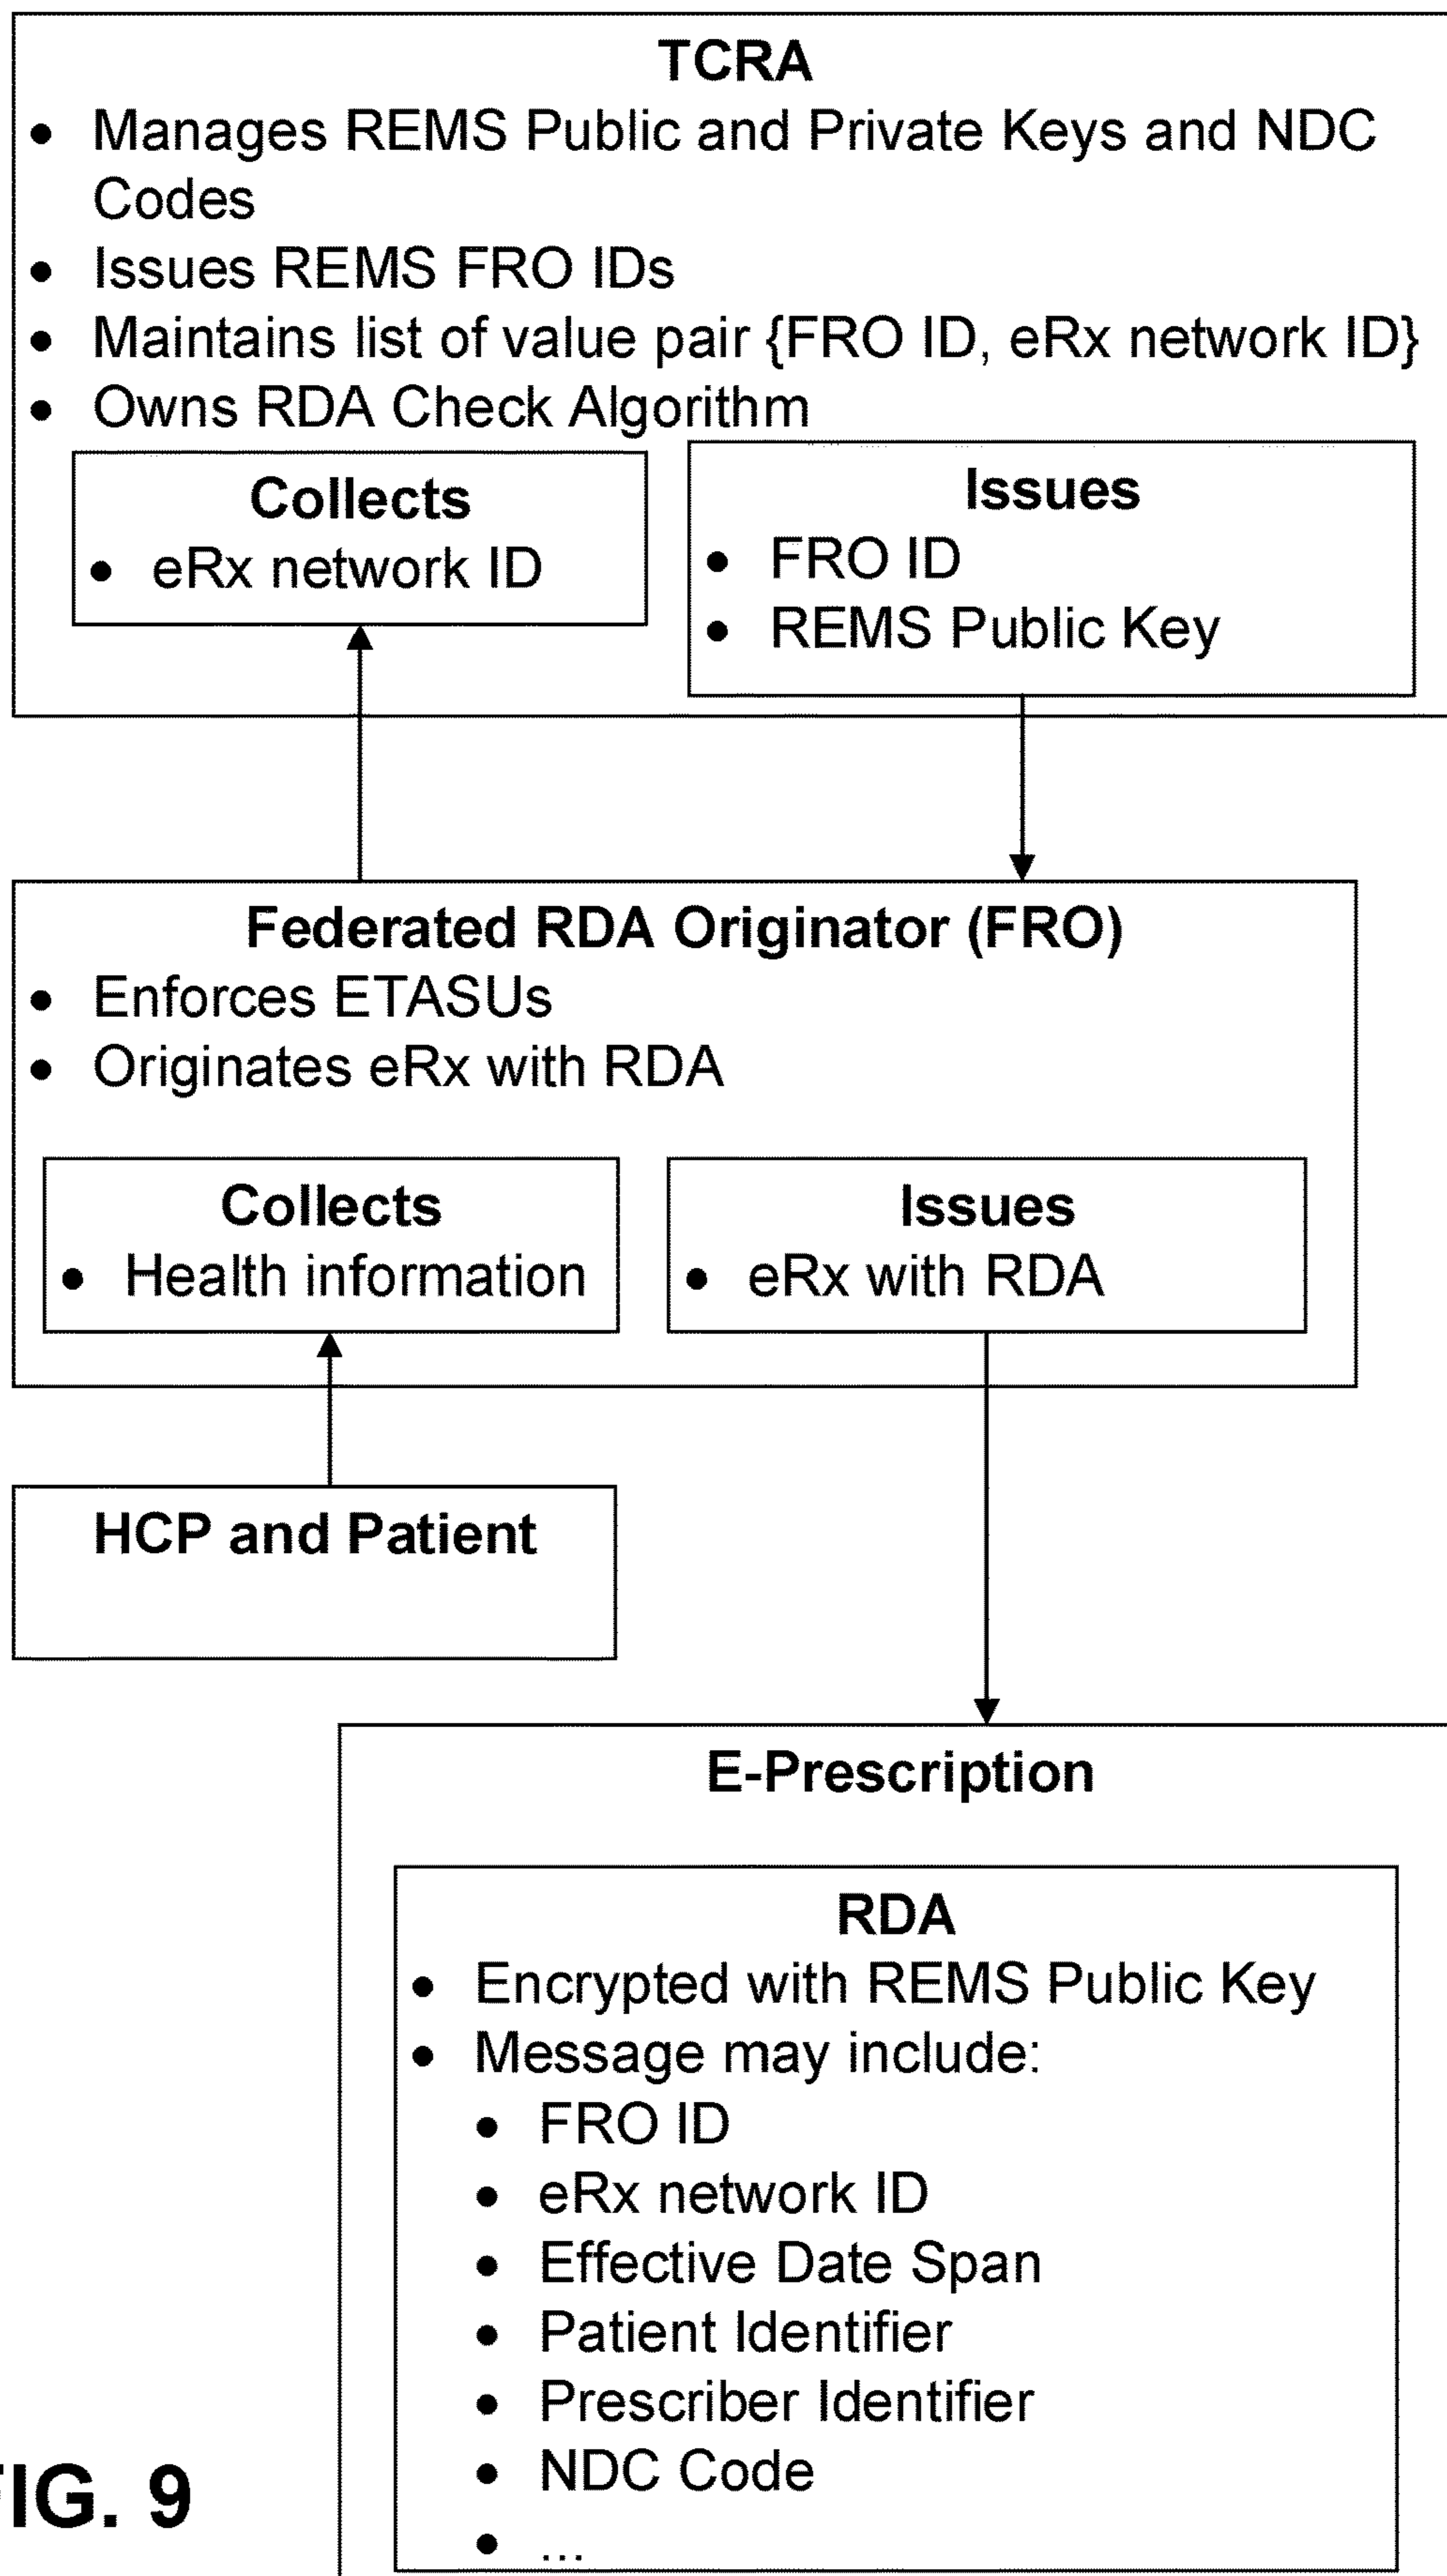 TCRA
• Manages REMS Public and Private Keys and NDC
Codes
• Issues REMS FRO IDs
• Maintains list of value pair {FRO ID, eRx network ID}
• Owns RDA Check Algorithm
Collects
• eRx network ID
Issues
• FRO ID
• REMS Public Key
Federated RDA Originator (FRO)
• Enforces ETASUs
• Originates eRx with RDA
Collects
• Health information
Issues
• eRx with RDA
HCP and Patient
E-Prescription
RDA
• Encrypted with REMS Public Key
• Message may include:
• FRO ID
• eRx network ID
• Effective Date Span
• Patient Identifier
• Prescriber Identifier
• NDC Code
• ...
FIG. 9